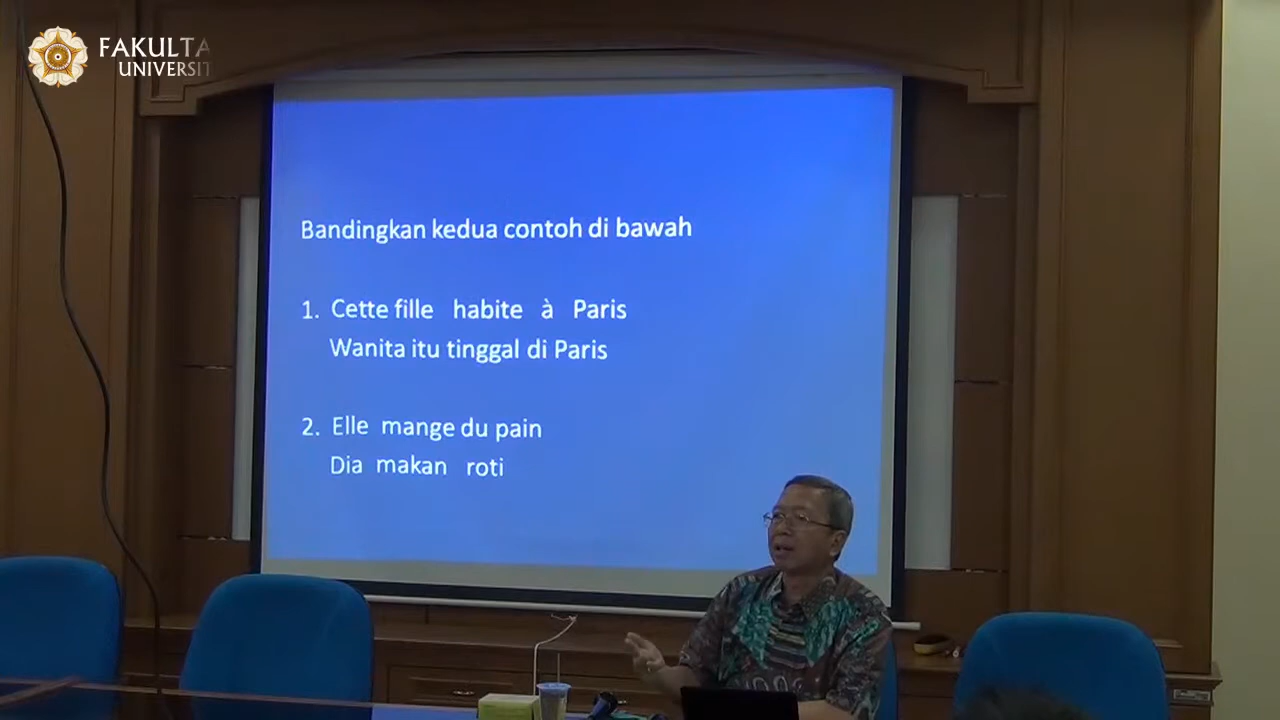 FAKULTA
UNIVERSIT
Bandingkan kedua contoh di bawah
1. Cette fille habite à Paris
Wanita itu tinggal di Paris
2. Elle mange du pain
Dia makan roti